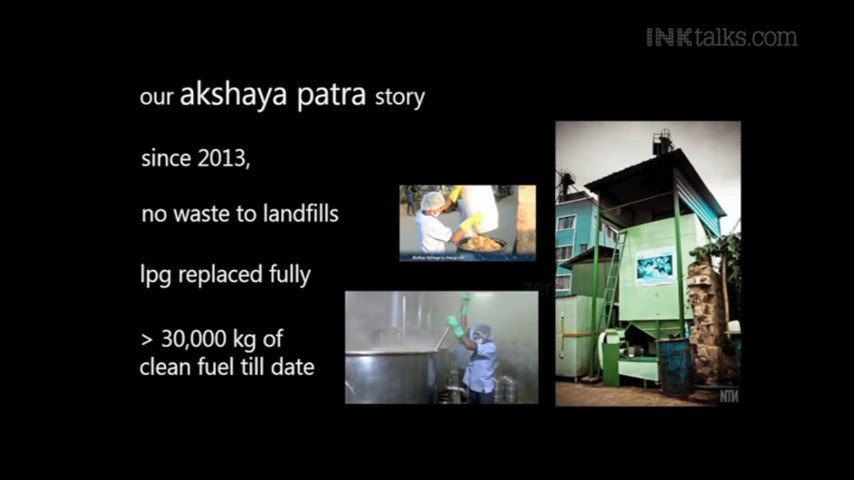 INKtalks.com
our akshaya patra story
since 2013,
no waste to landfills
lpg replaced fully
> 30,000 kg of
clean fuel till date